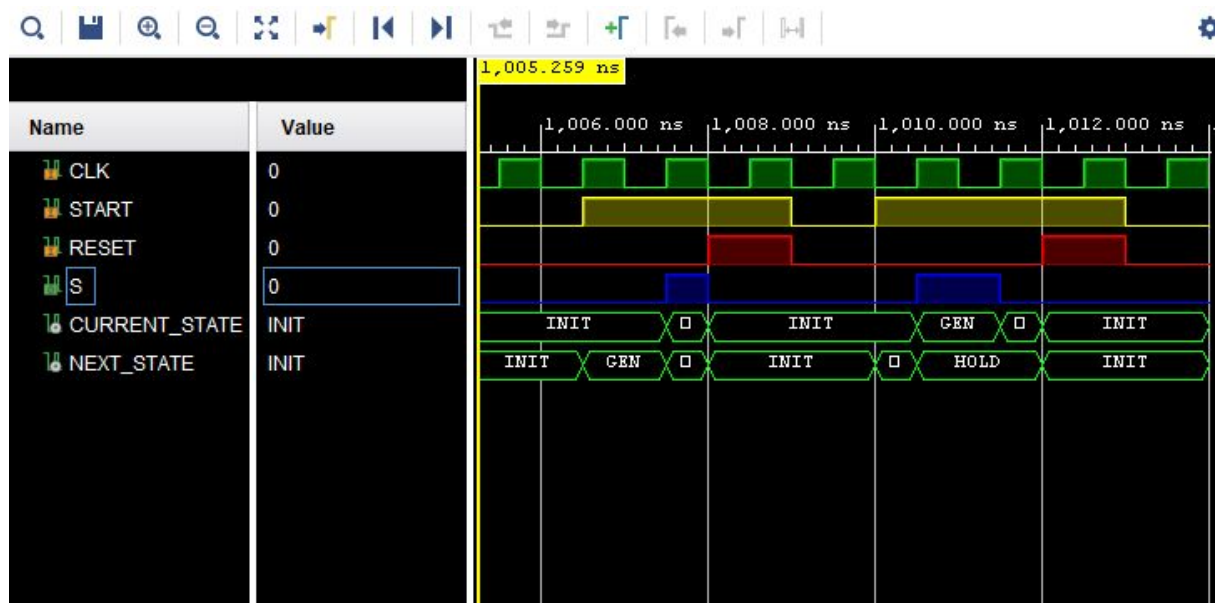 1,005.259 ns
Name Value 1,006.000 ns 1,008.000 ns 1,010.000 ns 1,012.000 ns
CLK 0
START 0
RESET 0
S 0
CURRENT_STATE INIT INIT INIT GEN INIT
NEXT_STATE INIT INIT GEN INIT HOLD INIT